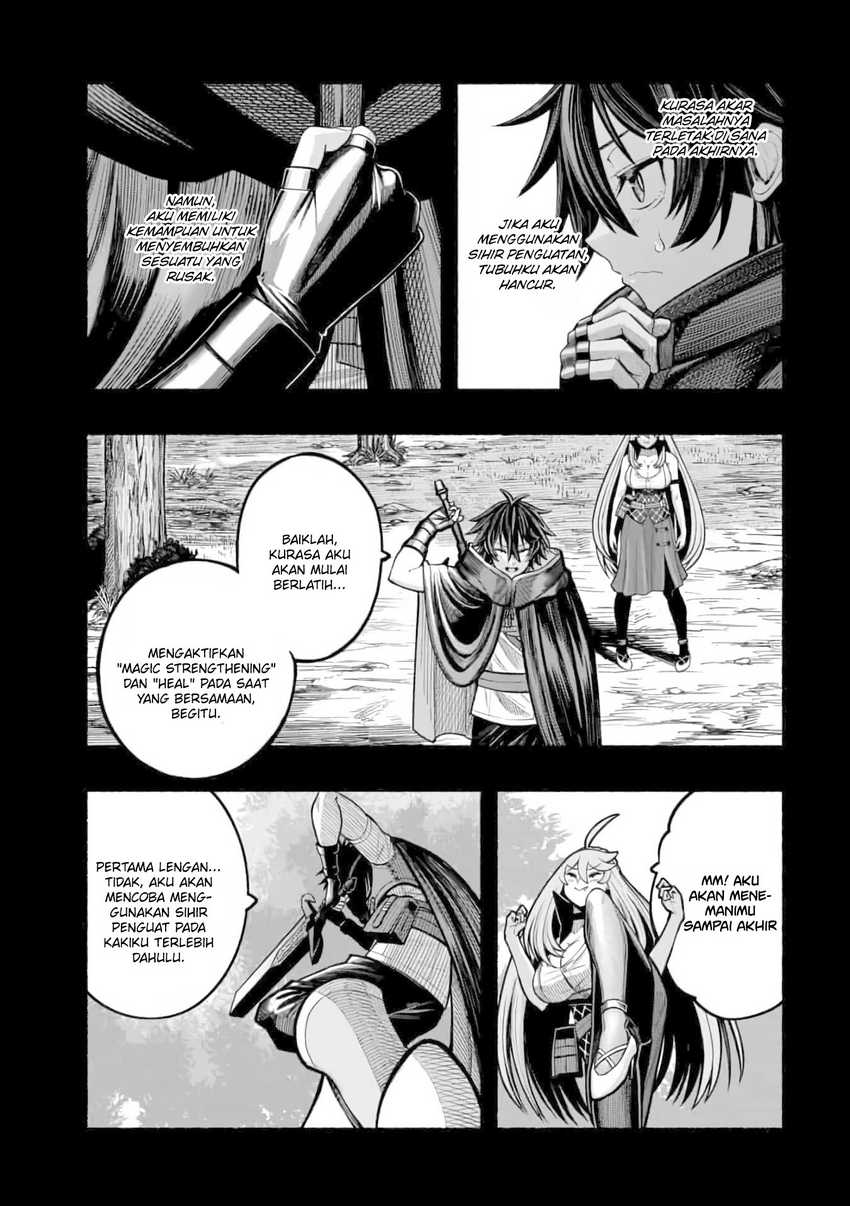 KURASA AKAR
MASALAHNYA
TERLETAK DI SANA
PADA AKHIRNYA.
JIKA AKU
MENGGUNAKAN
SIHIR PENGUATAN,
TUBUHKU AKAN
HANCUR.
NAMUN,
AKU MEMILIKI
KEMAMPUAN UNTUK
MENYEMBUHKAN
SESUATU YANG
RUSAK.
BAIKLAH,
KURASA AKU
AKAN MULAI
BERLATIH...
MENGAKTIFKAN
"MAGIC STRENGTHENING"
DAN "HEAL" PADA SAAT
YANG BERSAMAAN,
BEGITU.
MM! AKU
AKAN MENE-
MANIMU
SAMPAI AKHIR
PERTAMA LENGAN...
TIDAK, AKU AKAN
MENCOBA MENG-
GUNAKAN SIHIR
PENGUAT PADA
KAKIKU TERLEBIH
DAHULU.